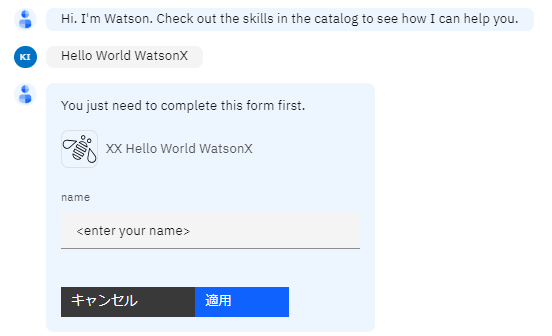 Hi. I'm Watson. Check out the skills in the catalog to see how I can help you.
KI
Hello World WatsonX
You just need to complete this form first.
XX Hello World WatsonX
name
<enter your name>
キャンセル 適用